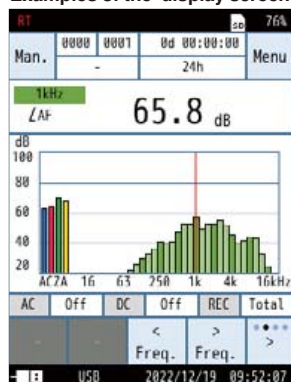 Examples of the display screen
RT SD 76%
Man. 0000 0001 0d 00:00:00 Menu
- 24h
1kHz
∠AF 65.8 dB
dB
100
80
60
40
20
ACZA 16 63 250 1k 4k 16kHz
AC Off DC Off REC Total
- - < Freq. > Freq. >
USB 2022/12/19 09:52:07